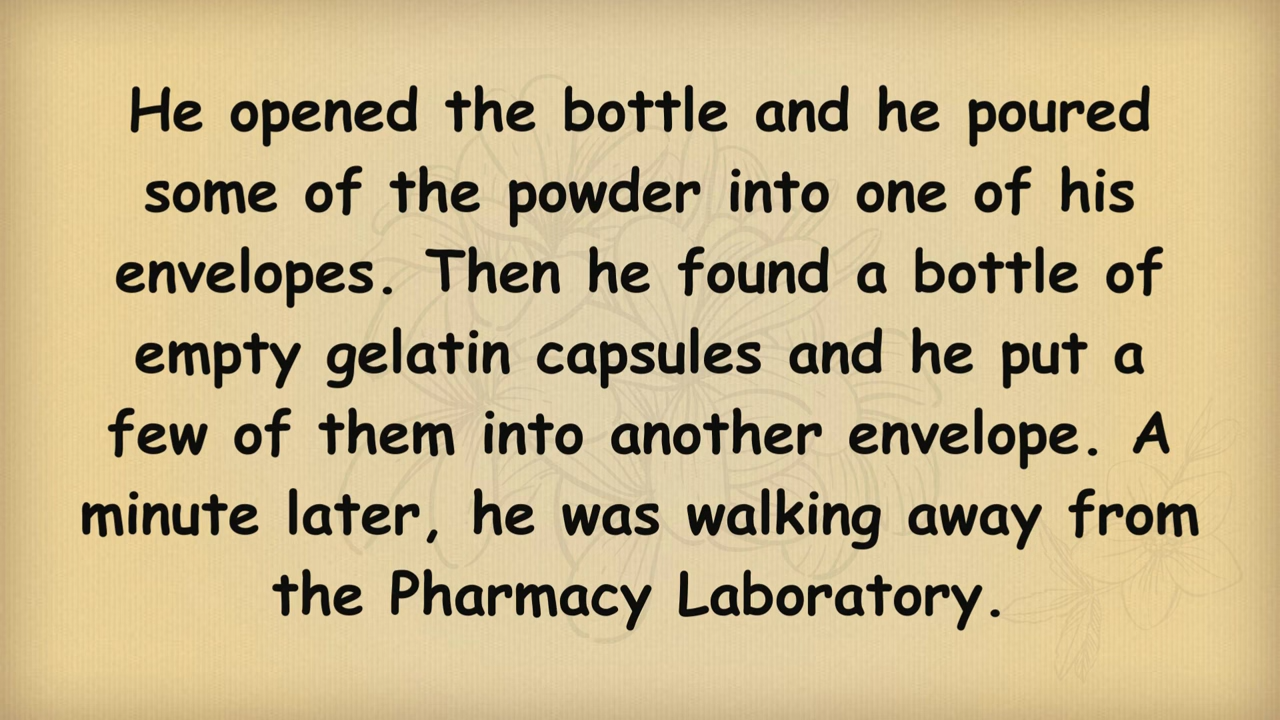 He opened the bottle and he poured
some of the powder into one of his
envelopes. Then he found a bottle of
empty gelatin capsules and he put a
few of them into another envelope. A
minute later, he was walking away from
the Pharmacy Laboratory.